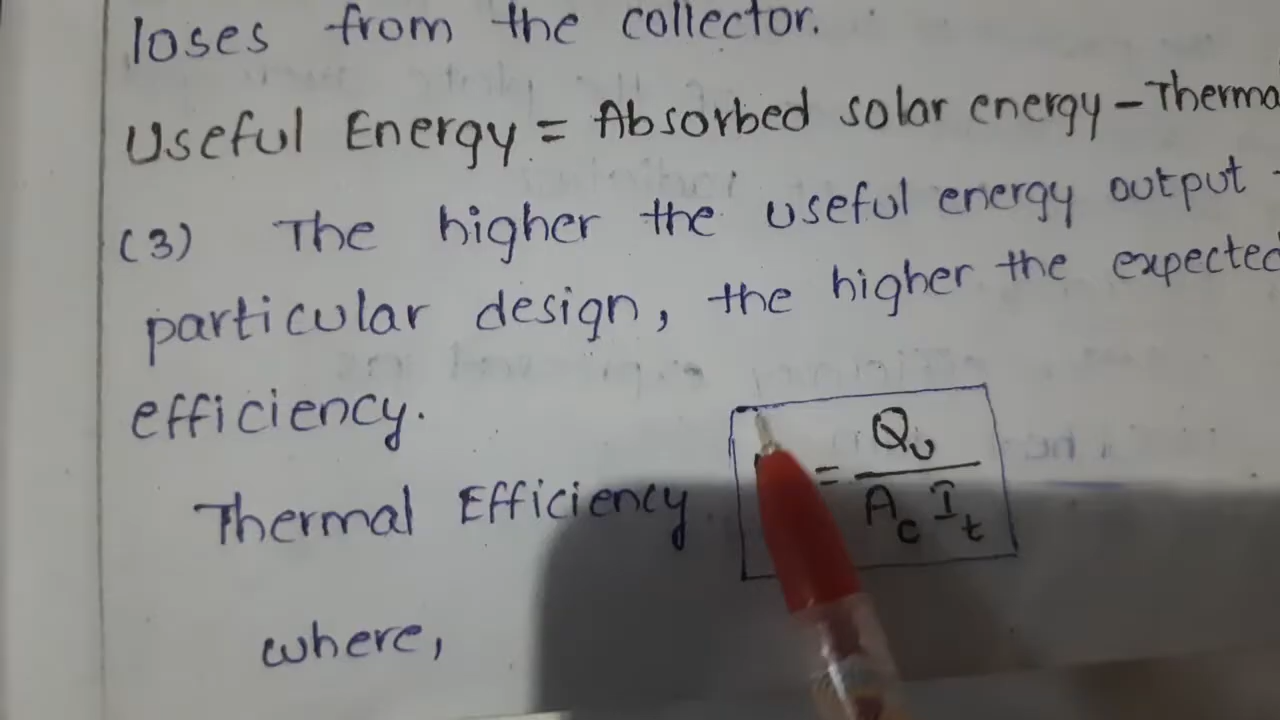 loses from the collector.
Useful Energy = Absorbed solar energy - Therma
(3) The higher the useful energy output
particular design, the higher the expected
efficiency.
Thermal Efficiency = Qu / Ac It
where,